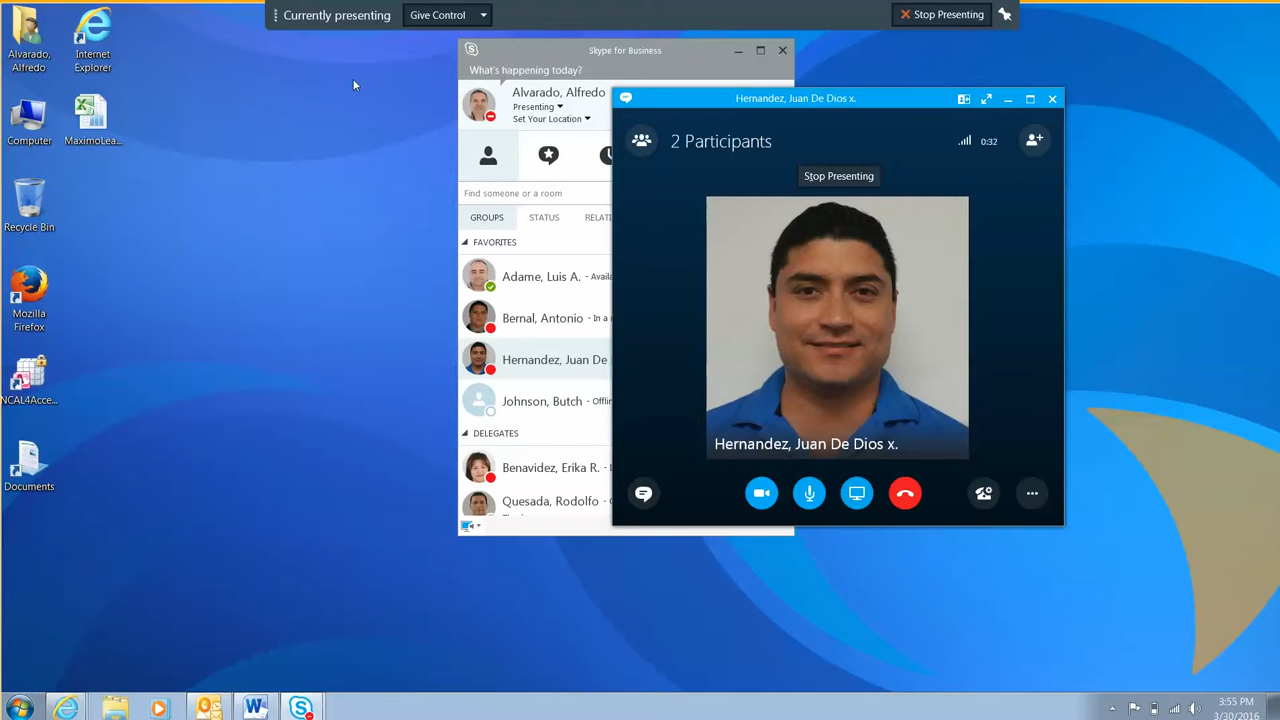 Currently presenting
Give Control
Stop Presenting
Alvarado, Alfredo
Internet Explorer
Computer
MaximoLea...
Recycle Bin
Mozilla Firefox
NCAL4Acce...
Documents
Skype for Business
What's happening today?
Alvarado, Alfredo
Presenting
Set Your Location
Find someone or a room
GROUPS STATUS RELATI
FAVORITES
Adame, Luis A. - Availa
Bernal, Antonio - In a
Hernandez, Juan De
Johnson, Butch - Offli
DELEGATES
Benavidez, Erika R. -
Quesada, Rodolfo -
Hernandez, Juan De Dios x.
2 Participants
0:32
Stop Presenting
Hernandez, Juan De Dios x.
3:55 PM
3/30/2016